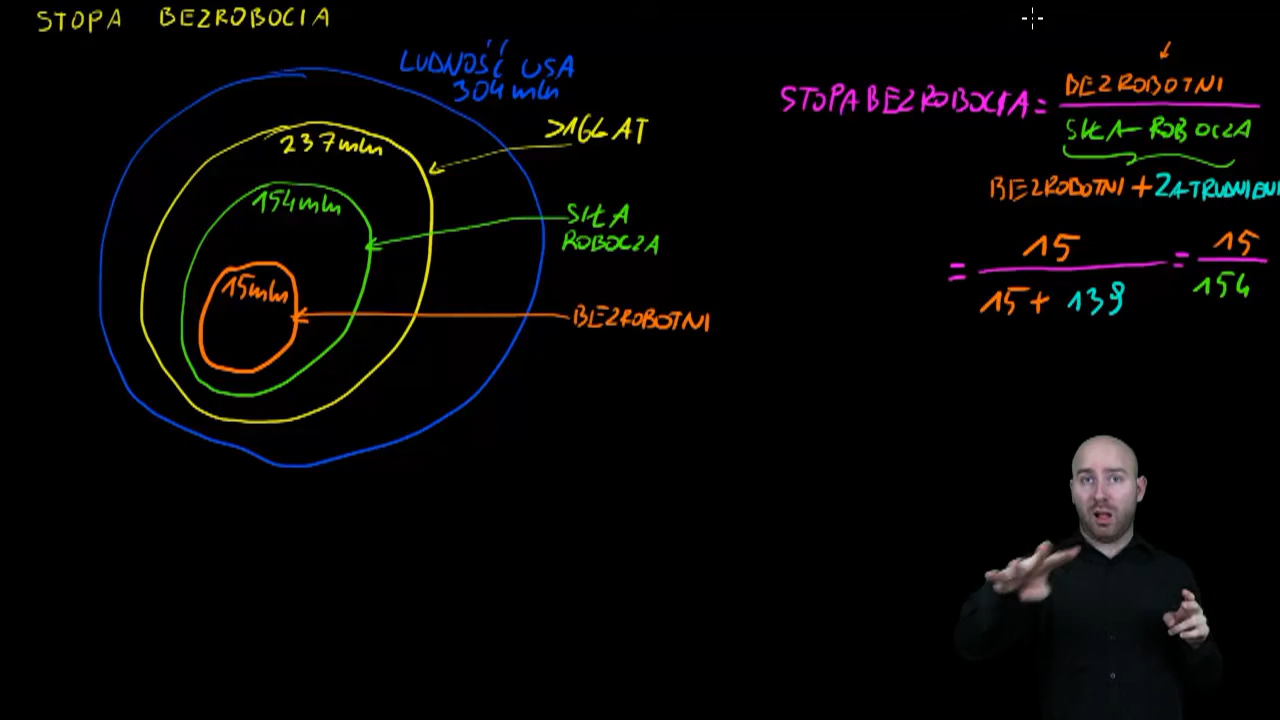 STOPA BEZROBOCIA
LUDNOŚĆ USA
304 mln
>16LAT
237 mln
154 mln
SIŁA
ROBOCZA
15 mln
BEZROBOTNI
STOPA BEZROBOCIA = BEZROBOTNI
SIŁA ROBOCZA
BEZROBOTNI + ZATRUDNIENI
= 15 = 15
15 + 139 154